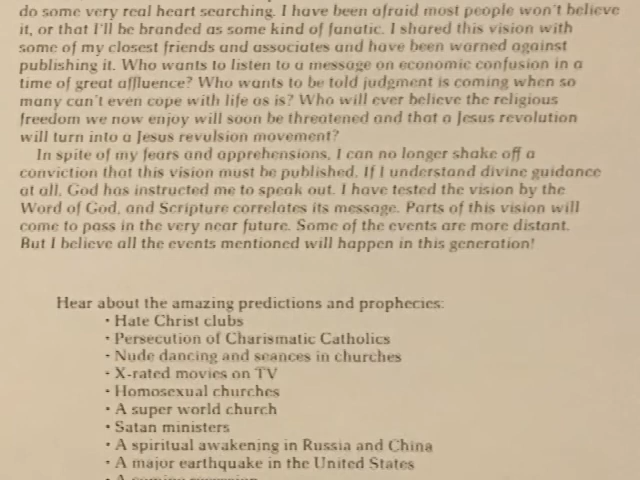 do some very real heart searching. I have been afraid most people won't believe
it, or that I'll be branded as some kind of fanatic. I shared this vision with
some of my closest friends and associates and have been warned against
publishing it. Who wants to listen to a message on economic confusion in a
time of great affluence? Who wants to be told judgment is coming when so
many can't even cope with life as is? Who will ever believe the religious
freedom we now enjoy will soon be threatened and that a Jesus revolution
will turn into a Jesus revulsion movement?
In spite of my fears and apprehensions, I can no longer shake off a
conviction that this vision must be published. If I understand divine guidance
at all, God has instructed me to speak out. I have tested the vision by the
Word of God, and Scripture correlates its message. Parts of this vision will
come to pass in the very near future. Some of the events are more distant.
But I believe all the events mentioned will happen in this generation!
Hear about the amazing predictions and prophecies:
• Hate Christ clubs
• Persecution of Charismatic Catholics
• Nude dancing and seances in churches
• X-rated movies on TV
• Homosexual churches
• A super world church
• Satan ministers
• A spiritual awakening in Russia and China
• A major earthquake in the United States